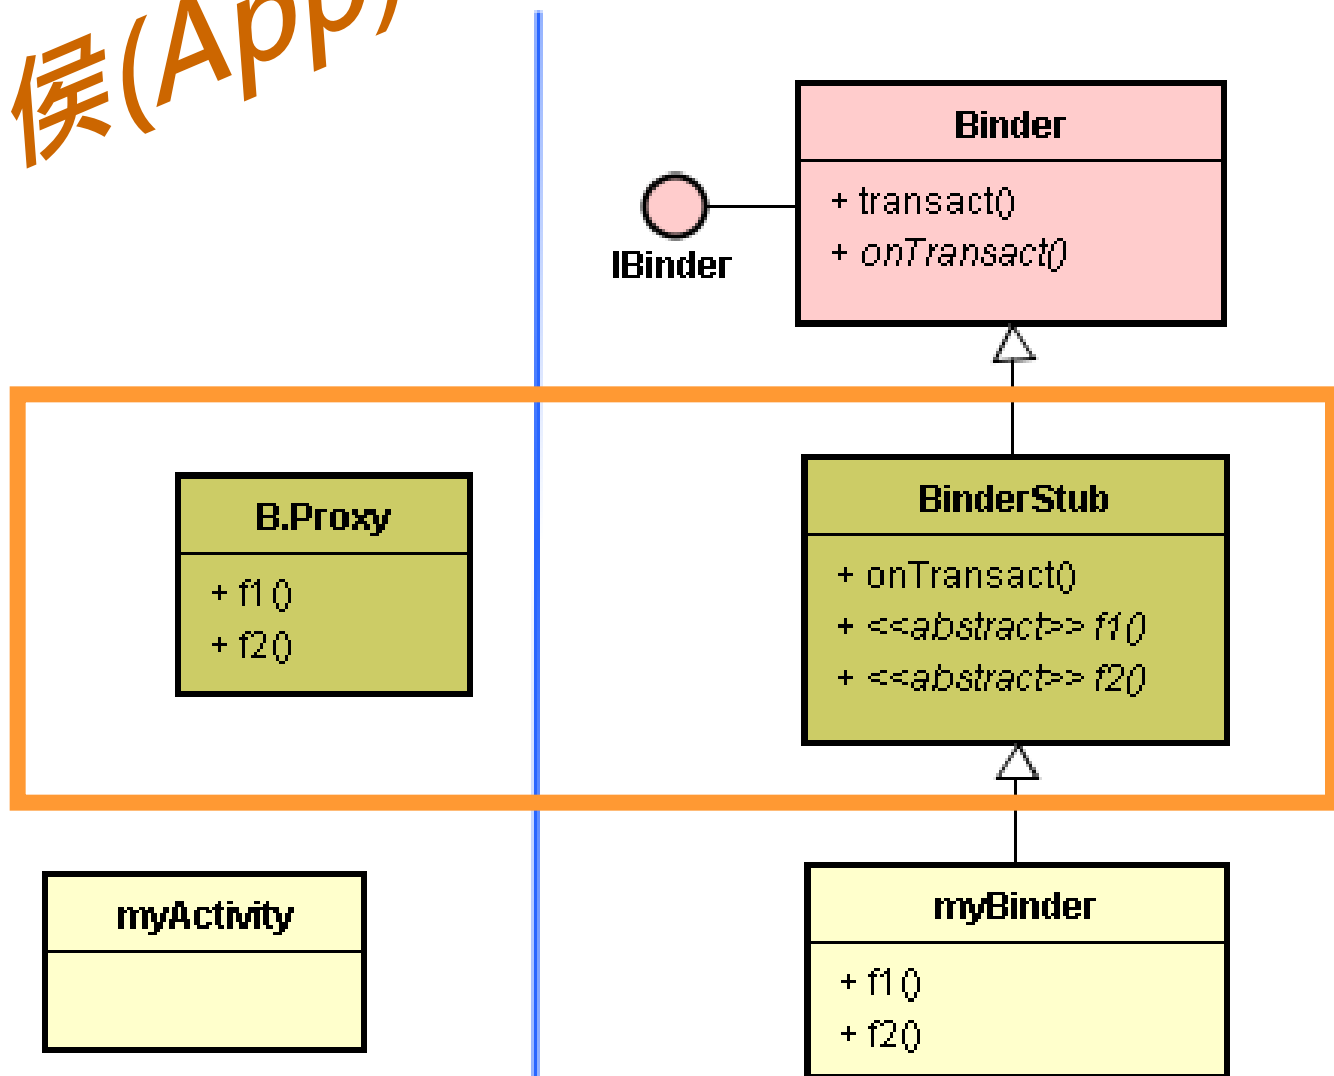 侯(App)
Binder
+ transact()
+ onTransact()
IBinder
B.Proxy
+ f1()
+ f2()
BinderStub
+ onTransact()
+ <<abstract>> f1()
+ <<abstract>> f2()
myActivity
myBinder
+ f1()
+ f2()